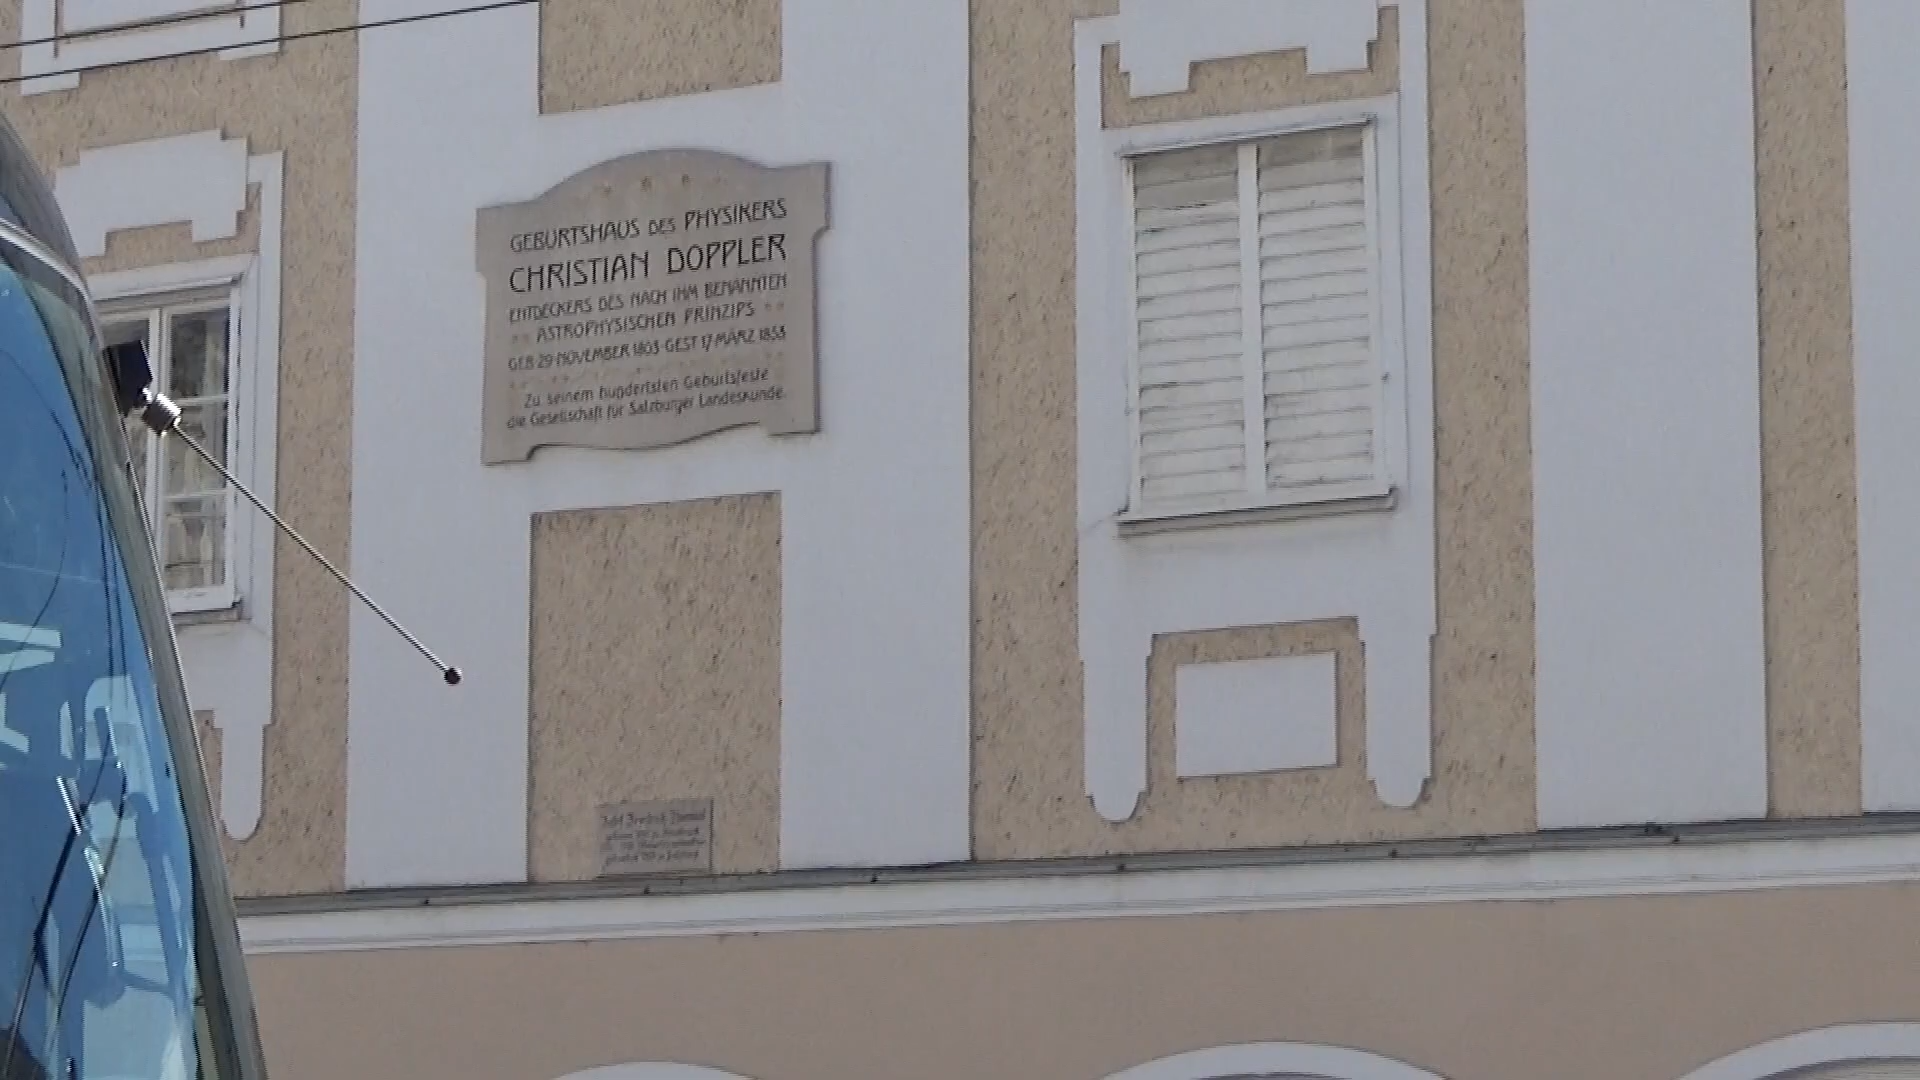 GEBURTSHAUS DES PHYSIKERS
CHRISTIAN DOPPLER
ENTDECKERS DES NACH IHM BENANNTEN
ASTROPHYSISCHEN PRINZIPS
GEB·29·NOVEMBER 1803·GEST 17 MÄRZ 1853
Zu seinem hundertsten Geburtsfeste
die Gesellschaft für Salzburger Landeskunde.